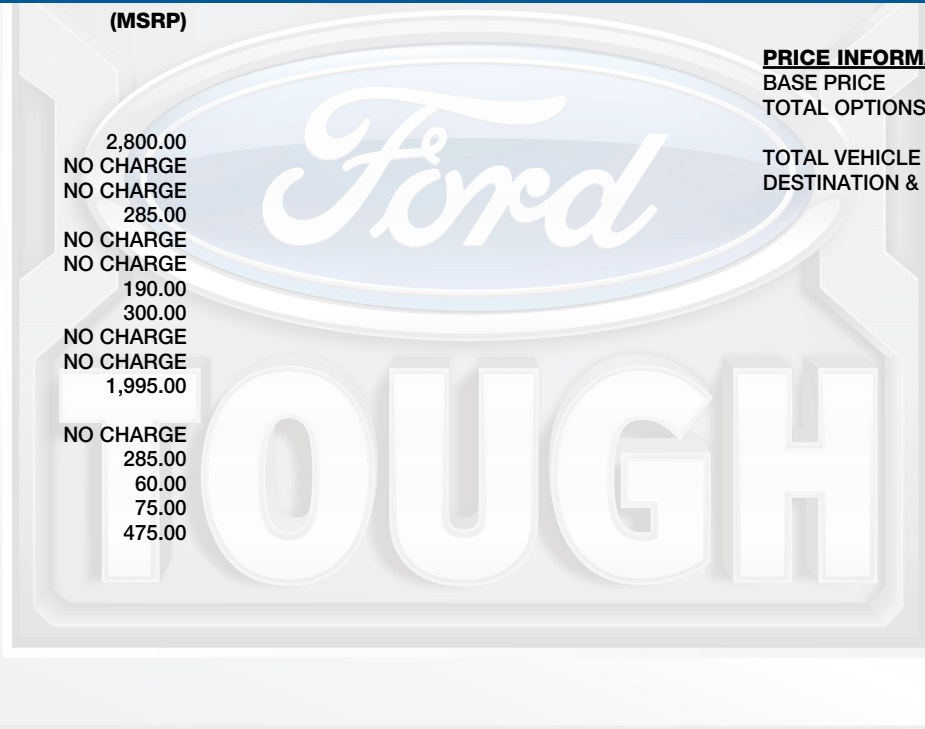 (MSRP)
2,800.00
NO CHARGE
NO CHARGE
285.00
NO CHARGE
NO CHARGE
190.00
300.00
NO CHARGE
NO CHARGE
1,995.00
NO CHARGE
285.00
60.00
75.00
475.00
PRICE INFORMA
BASE PRICE
TOTAL OPTIONS
TOTAL VEHICLE
DESTINATION &
Ford
TOUGH